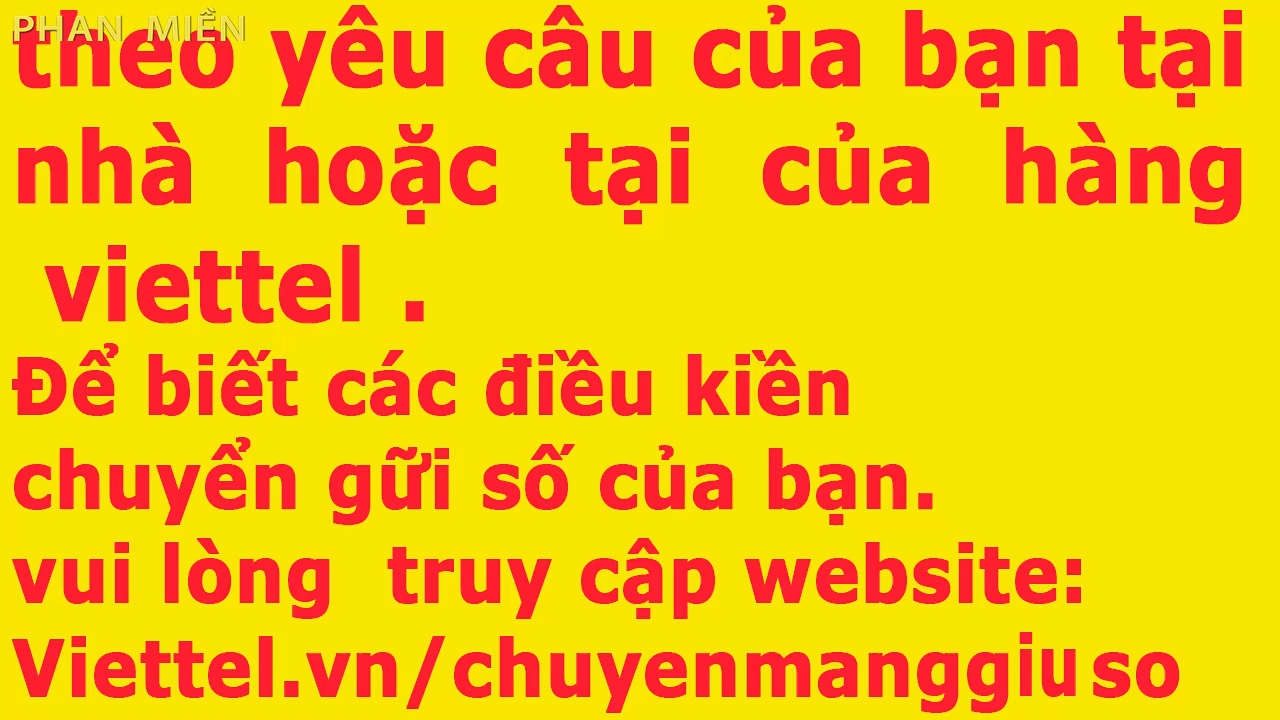 PHAN MIỀN
theo yêu câu của bạn tại
nhà hoặc tại của hàng
viettel .
Để biết các điều kiền
chuyển gữi số của bạn.
vui lòng truy cập website:
Viettel.vn/chuyenmanggiuso